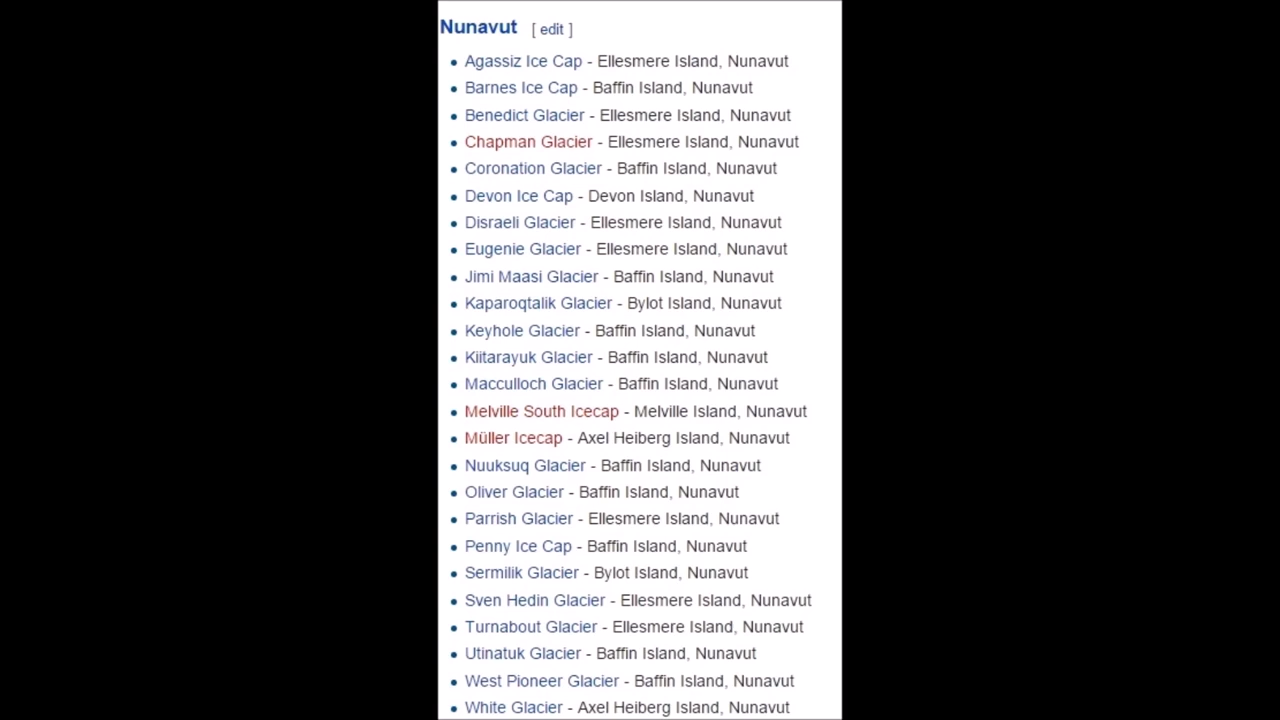 Nunavut [ edit ]
• Agassiz Ice Cap - Ellesmere Island, Nunavut
• Barnes Ice Cap - Baffin Island, Nunavut
• Benedict Glacier - Ellesmere Island, Nunavut
• Chapman Glacier - Ellesmere Island, Nunavut
• Coronation Glacier - Baffin Island, Nunavut
• Devon Ice Cap - Devon Island, Nunavut
• Disraeli Glacier - Ellesmere Island, Nunavut
• Eugenie Glacier - Ellesmere Island, Nunavut
• Jimi Maasi Glacier - Baffin Island, Nunavut
• Kaparoqtalik Glacier - Bylot Island, Nunavut
• Keyhole Glacier - Baffin Island, Nunavut
• Kiitarayuk Glacier - Baffin Island, Nunavut
• Macculloch Glacier - Baffin Island, Nunavut
• Melville South Icecap - Melville Island, Nunavut
• Müller Icecap - Axel Heiberg Island, Nunavut
• Nuuksuq Glacier - Baffin Island, Nunavut
• Oliver Glacier - Baffin Island, Nunavut
• Parrish Glacier - Ellesmere Island, Nunavut
• Penny Ice Cap - Baffin Island, Nunavut
• Sermilik Glacier - Bylot Island, Nunavut
• Sven Hedin Glacier - Ellesmere Island, Nunavut
• Turnabout Glacier - Ellesmere Island, Nunavut
• Utinatuk Glacier - Baffin Island, Nunavut
• West Pioneer Glacier - Baffin Island, Nunavut
• White Glacier - Axel Heiberg Island, Nunavut